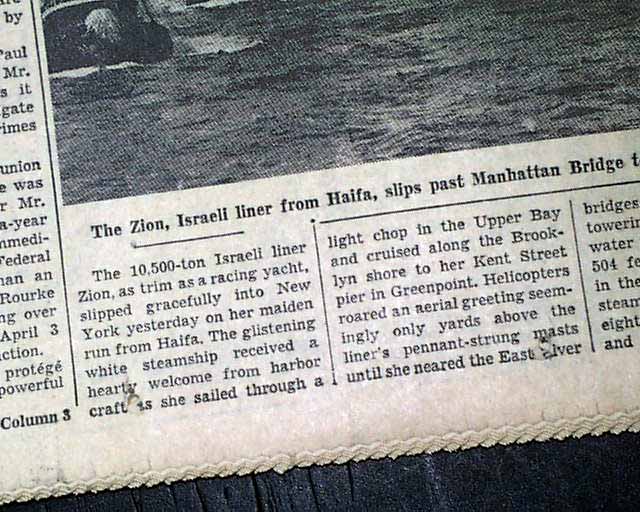 by
Paul
Mr.
s it
gate
rimes
union
e was
r Mr.
a-year
mmedi-
Federal
han an
Rourke
ng over
April 3
ction.
protégé
powerful
Column 3
The Zion, Israeli liner from Haifa, slips past Manhattan Bridge t
The 10,500-ton Israeli liner
Zion, as trim as a racing yacht,
slipped gracefully into New
York yesterday on her maiden
run from Haifa. The glistening
white steamship received a
hearty welcome from harbor
craft as she sailed through a
light chop in the Upper Bay
and cruised along the Brook-
lyn shore to her Kent Street
pier in Greenpoint. Helicopters
roared an aerial greeting seem-
ingly only yards above the
liner's pennant-strung masts
until she neared the East River
bridges
towerin
water
504 fe
in the
stean
eight
and